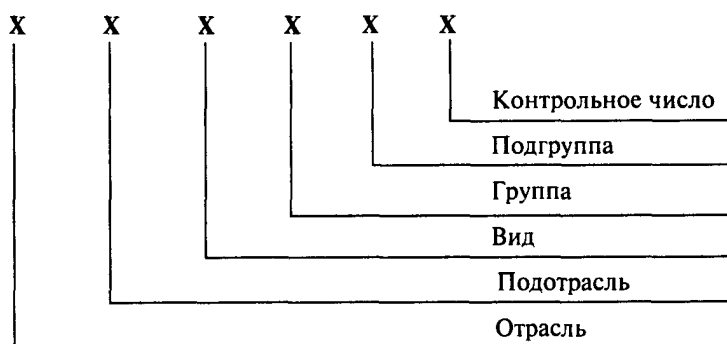 X X X X X X
Контрольное число
Подгруппа
Группа
Вид
Подотрасль
Отрасль